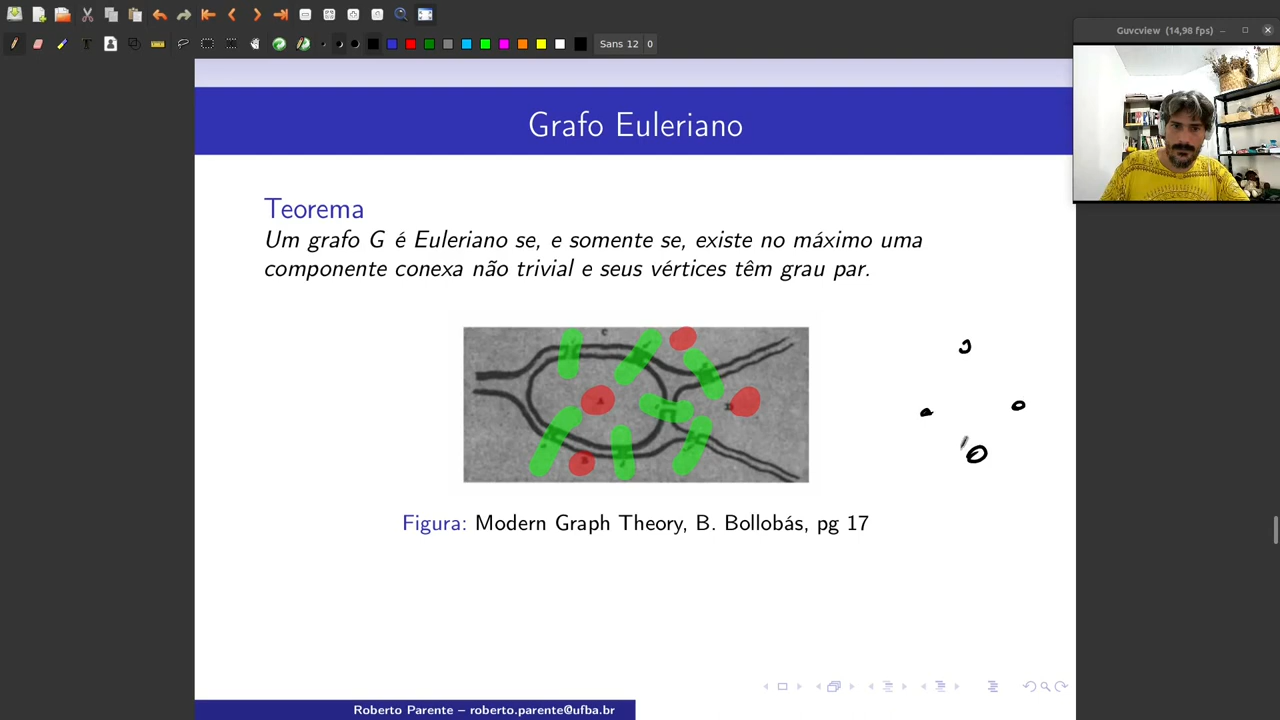 Guvcview (14,98 fps)
Sans 12 0
Grafo Euleriano
Teorema
Um grafo G é Euleriano se, e somente se, existe no máximo uma
componente conexa não trivial e seus vértices têm grau par.
C
A
D
B
Figura: Modern Graph Theory, B. Bollobás, pg 17
Roberto Parente – roberto.parente@ufba.br